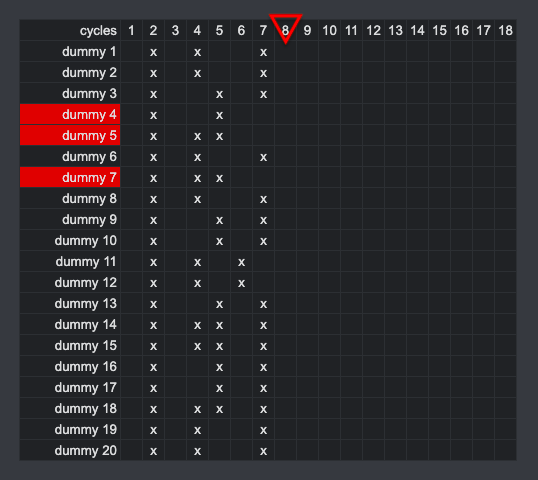 cycles 1 2 3 4 5 6 7 8 9 10 11 12 13 14 15 16 17 18
dummy 1 x x x
dummy 2 x x x
dummy 3 x x x
dummy 4 x x
dummy 5 x x x
dummy 6 x x x
dummy 7 x x x
dummy 8 x x x
dummy 9 x x x
dummy 10 x x x
dummy 11 x x x
dummy 12 x x x
dummy 13 x x x
dummy 14 x x x x
dummy 15 x x x x
dummy 16 x x x
dummy 17 x x x
dummy 18 x x x x
dummy 19 x x x
dummy 20 x x x